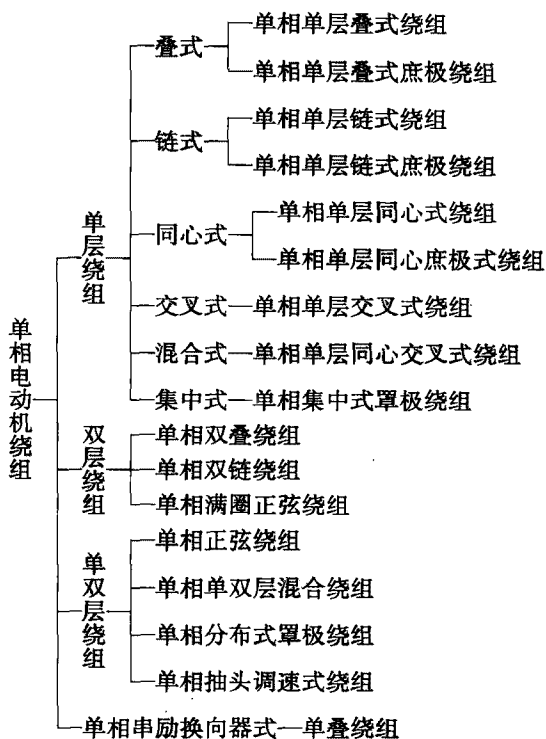 单相电动机绕组
单层绕组
叠式
单相单层叠式绕组
单相单层叠式庶极绕组
链式
单相单层链式绕组
单相单层链式庶极绕组
同心式
单相单层同心式绕组
单相单层同心庶极式绕组
交叉式
单相单层交叉式绕组
混合式
单相单层同心交叉式绕组
集中式
单相集中式罩极绕组
双层绕组
单相双叠绕组
单相双链绕组
单相满圈正弦绕组
单双层绕组
单相正弦绕组
单相单双层混合绕组
单相分布式罩极绕组
单相抽头调速式绕组
单相串励换向器式
单叠绕组